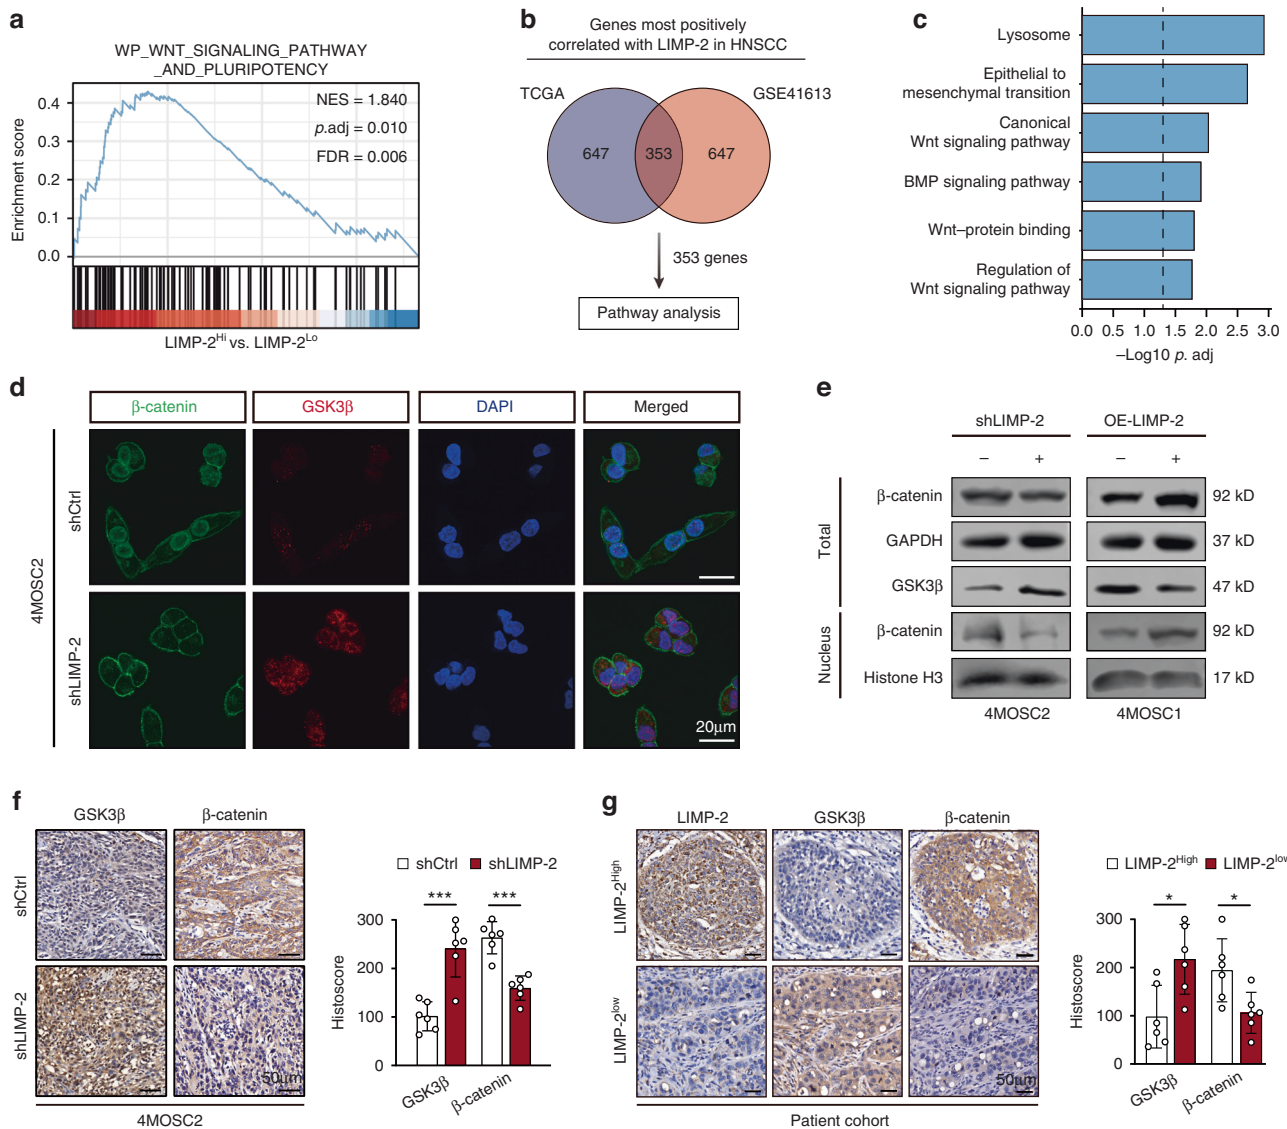 a
WP_WNT_SIGNALING_PATHWAY
_AND_PLURIPOTENCY
NES = 1.840
p.adj = 0.010
FDR = 0.006
Enrichment score
0.4
0.3
0.2
0.1
0.0
LIMP-2Hi vs. LIMP-2Lo
b
Genes most positively
correlated with LIMP-2 in HNSCC
TCGA
GSE41613
647
353
647
353 genes
Pathway analysis
c
Lysosome
Epithelial to
mesenchymal transition
Canonical
Wnt signaling pathway
BMP signaling pathway
Wnt–protein binding
Regulation of
Wnt signaling pathway
0.0 1.0 1.5 2.0 2.5 3.0
–Log10 p. adj
d
β-catenin
GSK3β
DAPI
Merged
4MOSC2
shCtrl
shLIMP-2
20μm
e
shLIMP-2
OE-LIMP-2
– + – +
Total
β-catenin 92 kD
GAPDH 37 kD
GSK3β 47 kD
Nucleus
β-catenin 92 kD
Histone H3 17 kD
4MOSC2 4MOSC1
f
GSK3β
β-catenin
shCtrl
shLIMP-2
50μm
4MOSC2
shCtrl
shLIMP-2
*** ***
Histoscore
300
200
100
0
GSK3β
β-catenin
g
LIMP-2
GSK3β
β-catenin
LIMP-2High
LIMP-2low
50μm
Patient cohort
LIMP-2High
LIMP-2low
* *
Histoscore
300
200
100
0
GSK3β
β-catenin